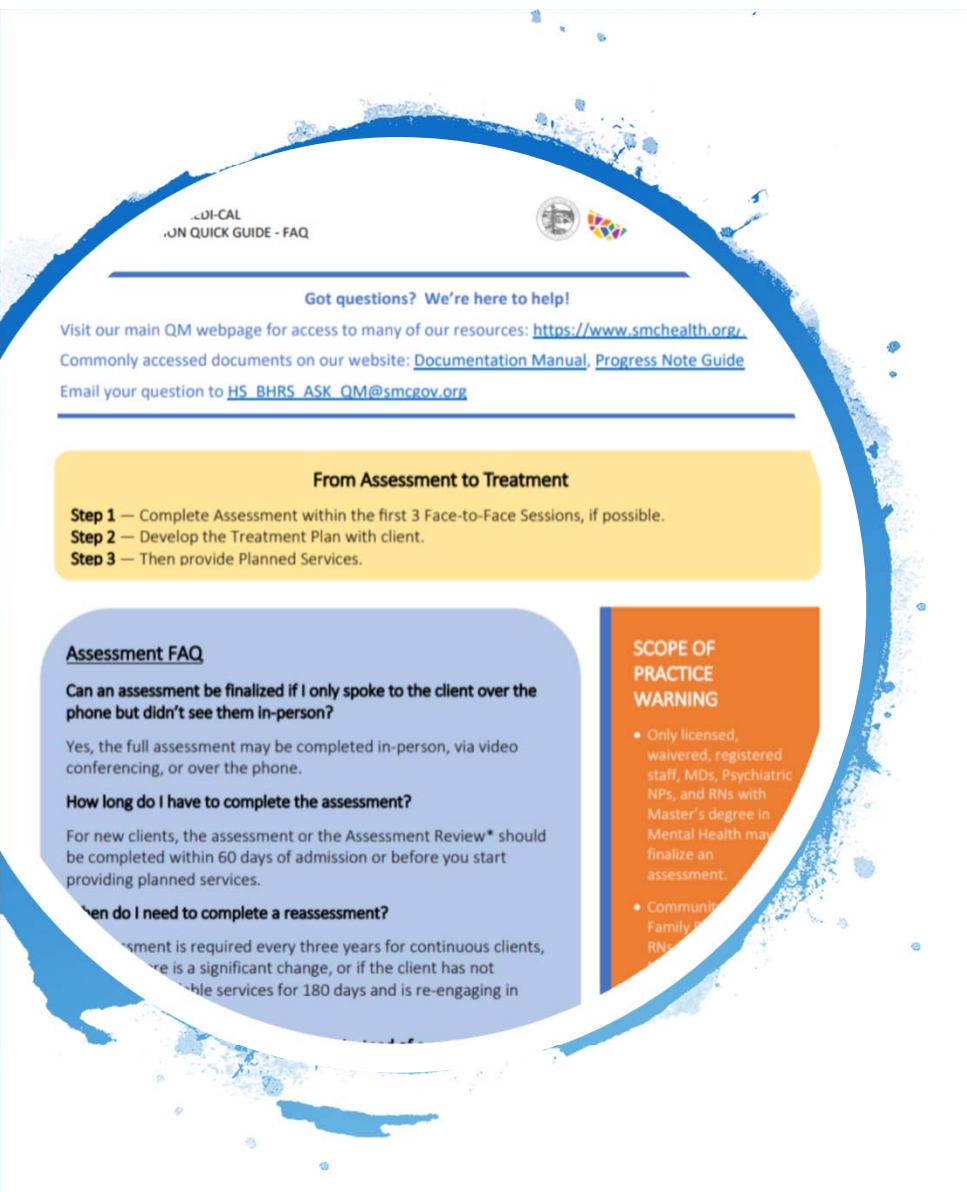 QUICK GUIDE - FAQ
Got questions? We're here to help!
Visit our main QM webpage for access to many of our resources: https://www.smchealth.org/
Commonly accessed documents on our website: Documentation Manual, Progress Note Guide
Email your question to HS_BHRS_ASK_QM@smcgov.org
From Assessment to Treatment
Step 1 — Complete Assessment within the first 3 Face-to-Face Sessions, if possible.
Step 2 — Develop the Treatment Plan with client.
Step 3 — Then provide Planned Services.
Assessment FAQ
Can an assessment be finalized if I only spoke to the client over the
phone but didn't see them in-person?
Yes, the full assessment may be completed in-person, via video
conferencing, or over the phone.
How long do I have to complete the assessment?
For new clients, the assessment or the Assessment Review* should
be completed within 60 days of admission or before you start
providing planned services.
do I need to complete a reassessment?
is required every three years for continuous clients,
is a significant change, or if the client has not
services for 180 days and is re-engaging in
SCOPE OF
PRACTICE
WARNING
• Only licensed,
waivered, registered
staff, MDs, Psychiatric
NPs, and RNs with
Master's degree in
Mental Health may
finalize an
assessment.
• 
Family
RNs